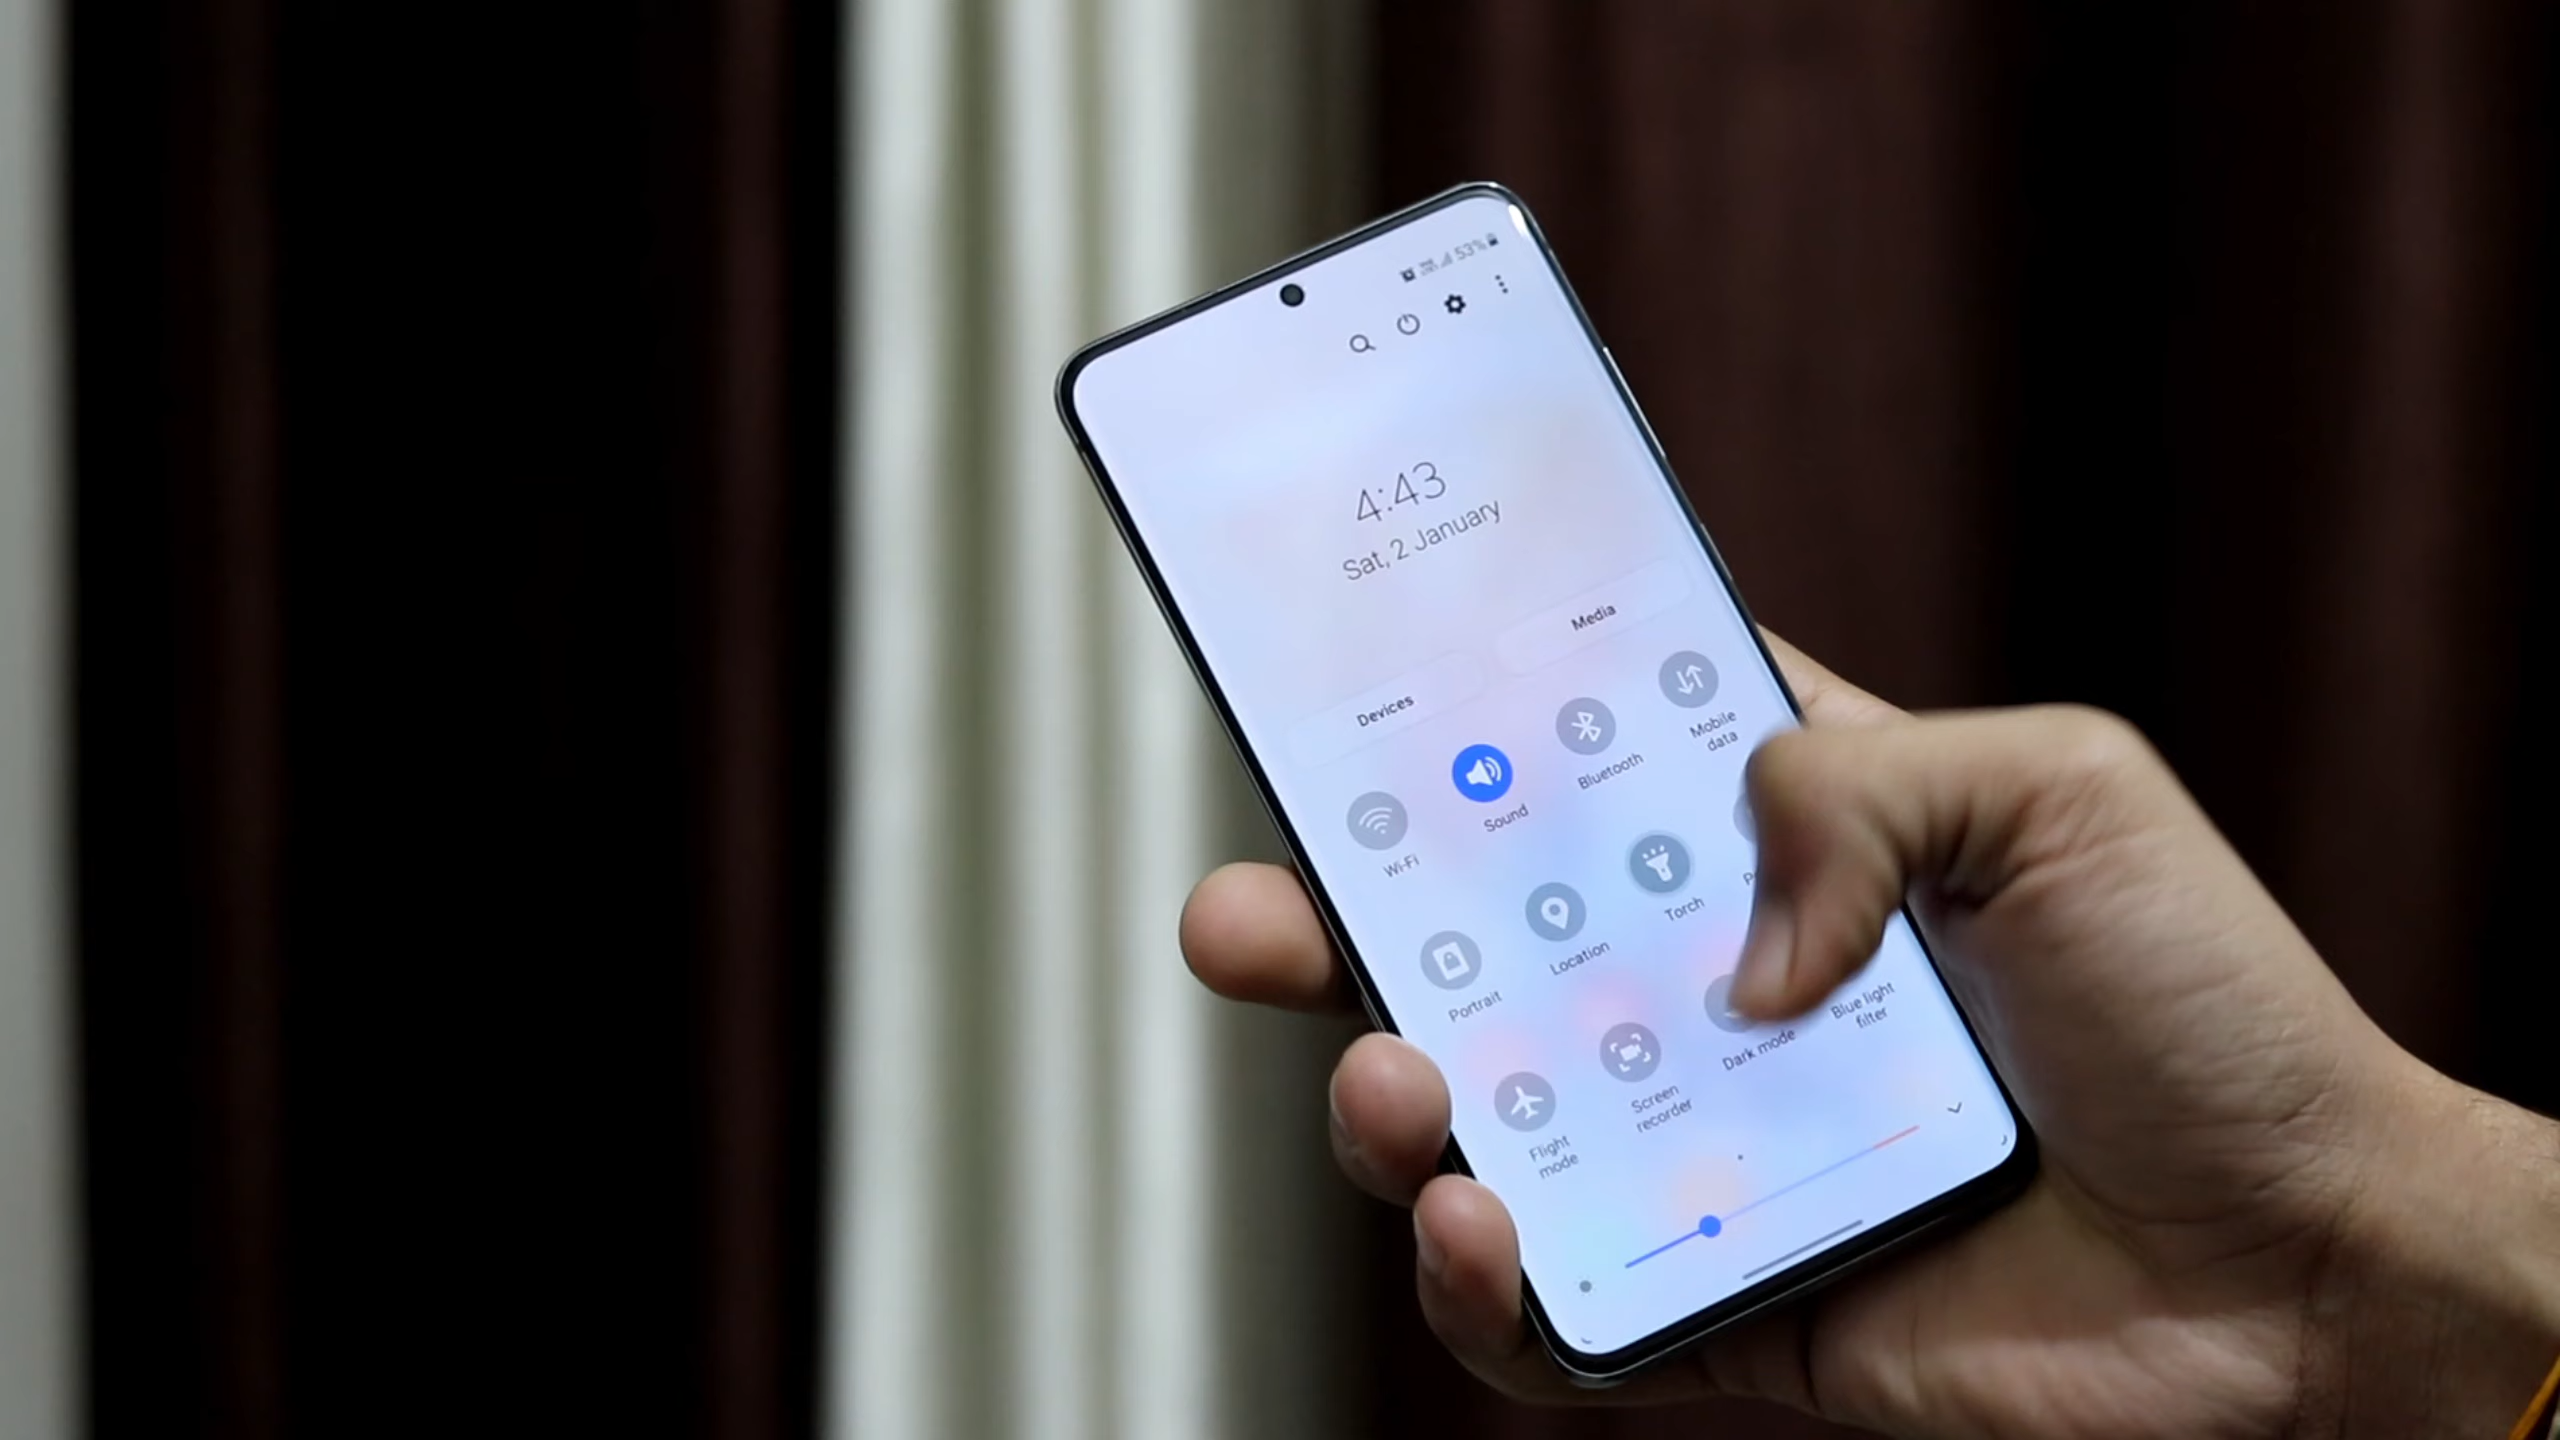 53%
4:43
Sat, 2 January
Devices
Media
Wi-Fi
Sound
Bluetooth
Mobile
data
Portrait
Location
Torch
Flight
mode
Screen
recorder
Dark mode
Blue light
filter